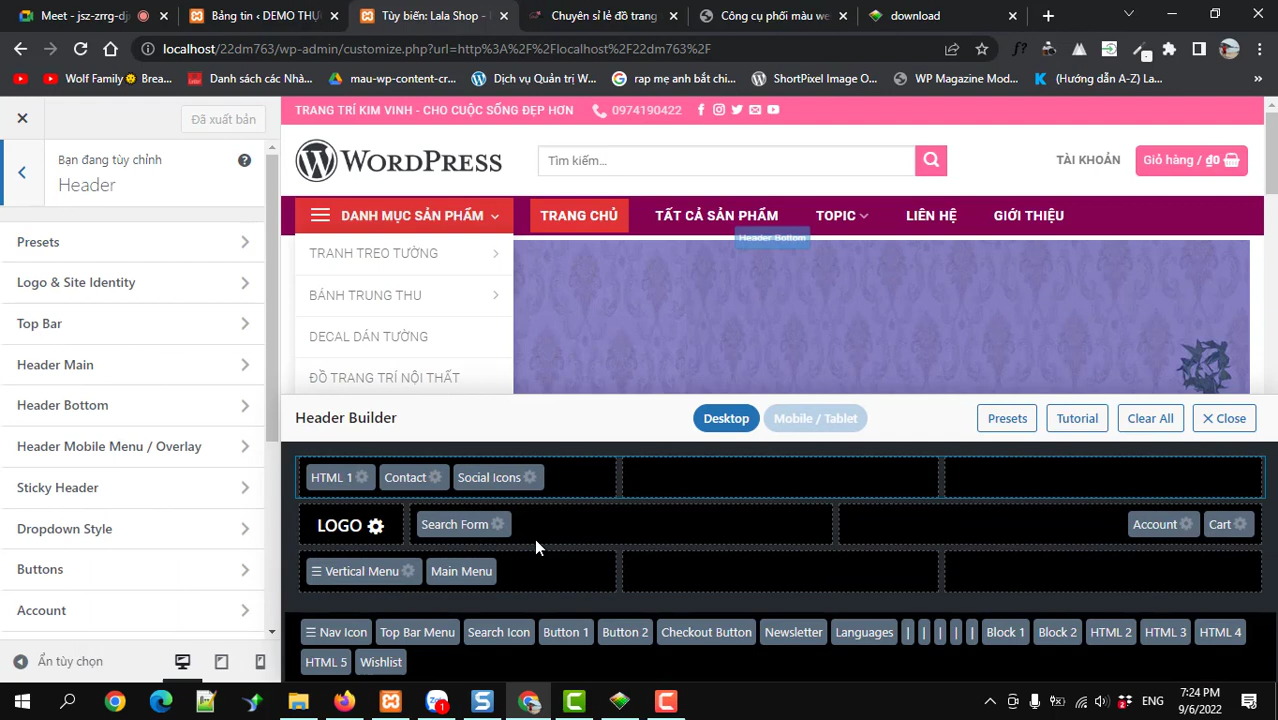 Meet - jsz-zrrg-dj
Bảng tin ‹ DEMO THỰ
Tùy biến: Lala Shop –
Chuyên sỉ lẻ đồ trang
Công cụ phối màu we
download
localhost/22dm763/wp-admin/customize.php?url=http%3A%2F%2Flocalhost%2F22dm763%2F
Wolf Family Brea...
Danh sách các Nhà...
mau-wp-content-cr...
Dịch vụ Quản trị W...
rap mẹ anh bắt chi...
ShortPixel Image O...
WP Magazine Mod...
(Hướng dẫn A-Z) La...
Đã xuất bản
Bạn đang tùy chỉnh
Header
Presets
Logo & Site Identity
Top Bar
Header Main
Header Bottom
Header Mobile Menu / Overlay
Sticky Header
Dropdown Style
Buttons
Account
Ẩn tùy chọn
TRANG TRÍ KIM VINH - CHO CUỘC SỐNG ĐẸP HƠN
0974190422
WORDPRESS
Tìm kiếm...
TÀI KHOẢN
Giỏ hàng / ₫0
DANH MỤC SẢN PHẨM
TRANG CHỦ
TẤT CẢ SẢN PHẨM
TOPIC
LIÊN HỆ
GIỚI THIỆU
Header Bottom
TRANH TREO TƯỜNG
BÁNH TRUNG THU
DECAL DÁN TƯỜNG
ĐỒ TRANG TRÍ NỘI THẤT
Header Builder
Desktop
Mobile / Tablet
Presets
Tutorial
Clear All
Close
HTML 1
Contact
Social Icons
LOGO
Search Form
Account
Cart
Vertical Menu
Main Menu
Nav Icon
Top Bar Menu
Search Icon
Button 1
Button 2
Checkout Button
Newsletter
Languages
|
|
|
|
|
Block 1
Block 2
HTML 2
HTML 3
HTML 4
HTML 5
Wishlist
ENG
7:24 PM
9/6/2022